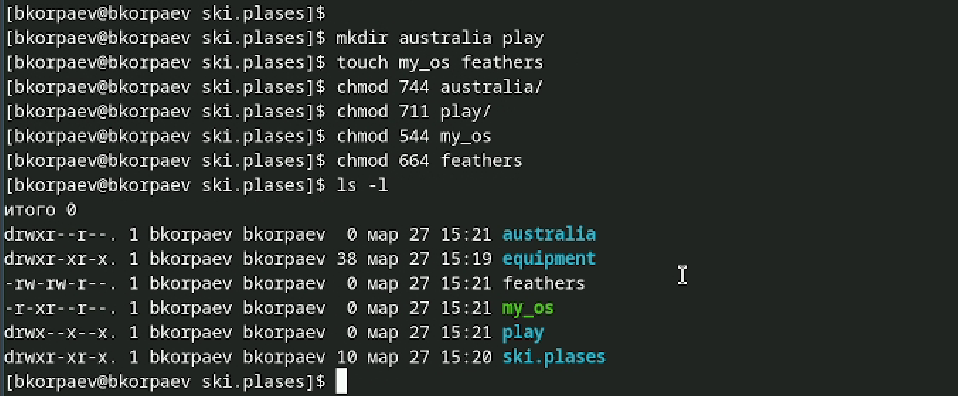 [bkorpaev@bkorpaev ski.plases]$
[bkorpaev@bkorpaev ski.plases]$ mkdir australia play
[bkorpaev@bkorpaev ski.plases]$ touch my_os feathers
[bkorpaev@bkorpaev ski.plases]$ chmod 744 australia/
[bkorpaev@bkorpaev ski.plases]$ chmod 711 play/
[bkorpaev@bkorpaev ski.plases]$ chmod 544 my_os
[bkorpaev@bkorpaev ski.plases]$ chmod 664 feathers
[bkorpaev@bkorpaev ski.plases]$ ls -l
итого 0
drwxr--r--. 1 bkorpaev bkorpaev  0 мар 27 15:21 australia
drwxr-xr-x. 1 bkorpaev bkorpaev 38 мар 27 15:19 equipment
-rw-rw-r--. 1 bkorpaev bkorpaev  0 мар 27 15:21 feathers
-r-xr--r--. 1 bkorpaev bkorpaev  0 мар 27 15:21 my_os
drwx--x--x. 1 bkorpaev bkorpaev  0 мар 27 15:21 play
drwxr-xr-x. 1 bkorpaev bkorpaev 10 мар 27 15:20 ski.plases
[bkorpaev@bkorpaev ski.plases]$